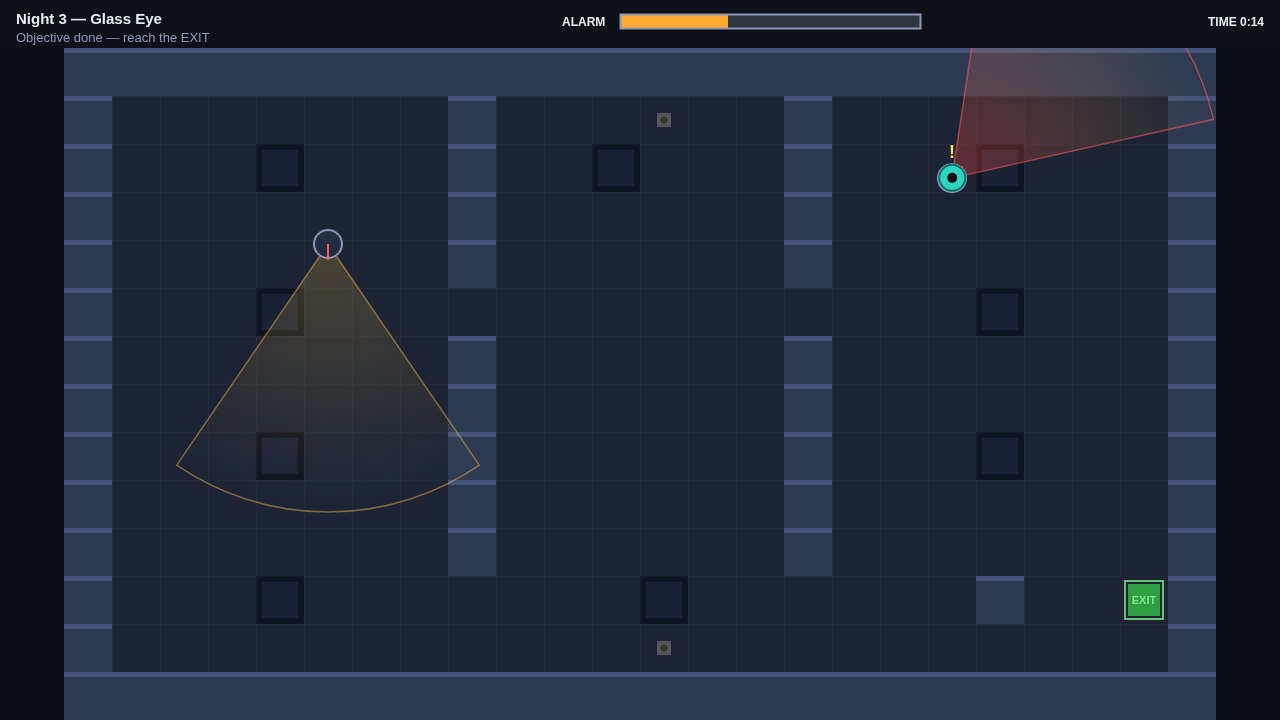 Night 3 — Glass Eye
Objective done — reach the EXIT
ALARM
TIME 0:14
!
EXIT